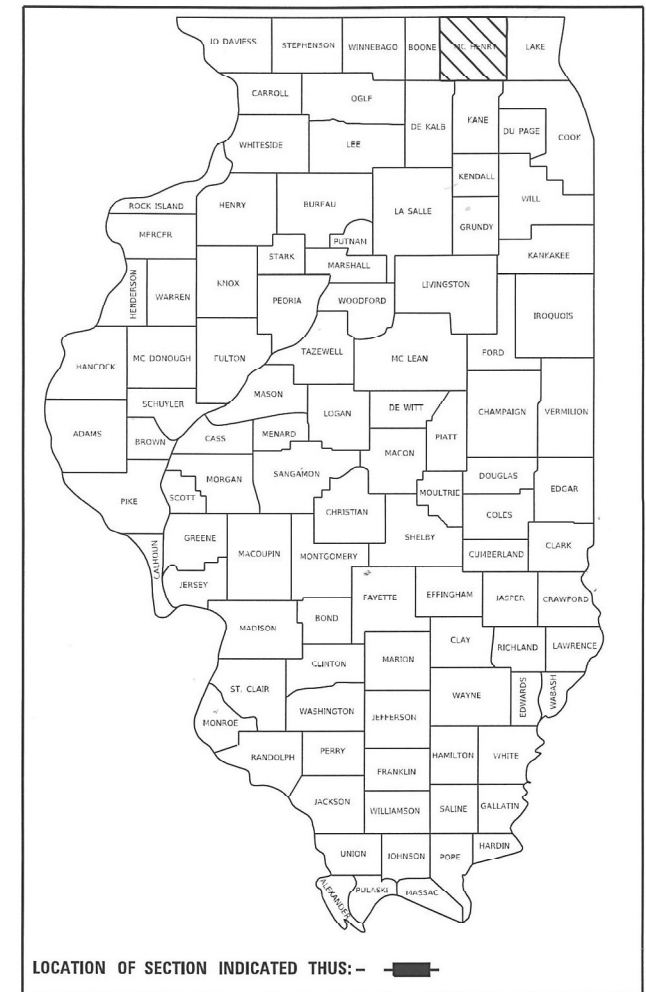 JO DAVIESS STEPHENSON WINNEBAGO BOONE MC HENRY LAKE
CARROLL OGLE DE KALB KANE DU PAGE COOK
WHITESIDE LEE
KENDALL
ROCK ISLAND HENRY BUREAU LA SALLE WILL
MERCER PUTNAM GRUNDY
STARK MARSHALL KANKAKEE
HENDERSON WARREN KNOX PEORIA WOODFORD LIVINGSTON
IROQUOIS
HANCOCK MC DONOUGH FULTON TAZEWELL MC LEAN FORD
MASON
SCHUYLER LOGAN DE WITT CHAMPAIGN VERMILION
ADAMS BROWN CASS MENARD PIATT
MACON
MORGAN SANGAMON DOUGLAS
PIKE SCOTT CHRISTIAN MOULTRIE EDGAR
COLES
GREENE MACOUPIN MONTGOMERY SHELBY
CALHOUN CUMBERLAND CLARK
JERSEY FAYETTE EFFINGHAM JASPER CRAWFORD
MADISON BOND
CLAY RICHLAND LAWRENCE
CLINTON MARION
ST. CLAIR WAYNE EDWARDS WABASH
MONROE WASHINGTON JEFFERSON
RANDOLPH PERRY HAMILTON WHITE
FRANKLIN
JACKSON WILLIAMSON SALINE GALLATIN
UNION JOHNSON POPE HARDIN
ALEXANDER PULASKI MASSAC
LOCATION OF SECTION INDICATED THUS: –